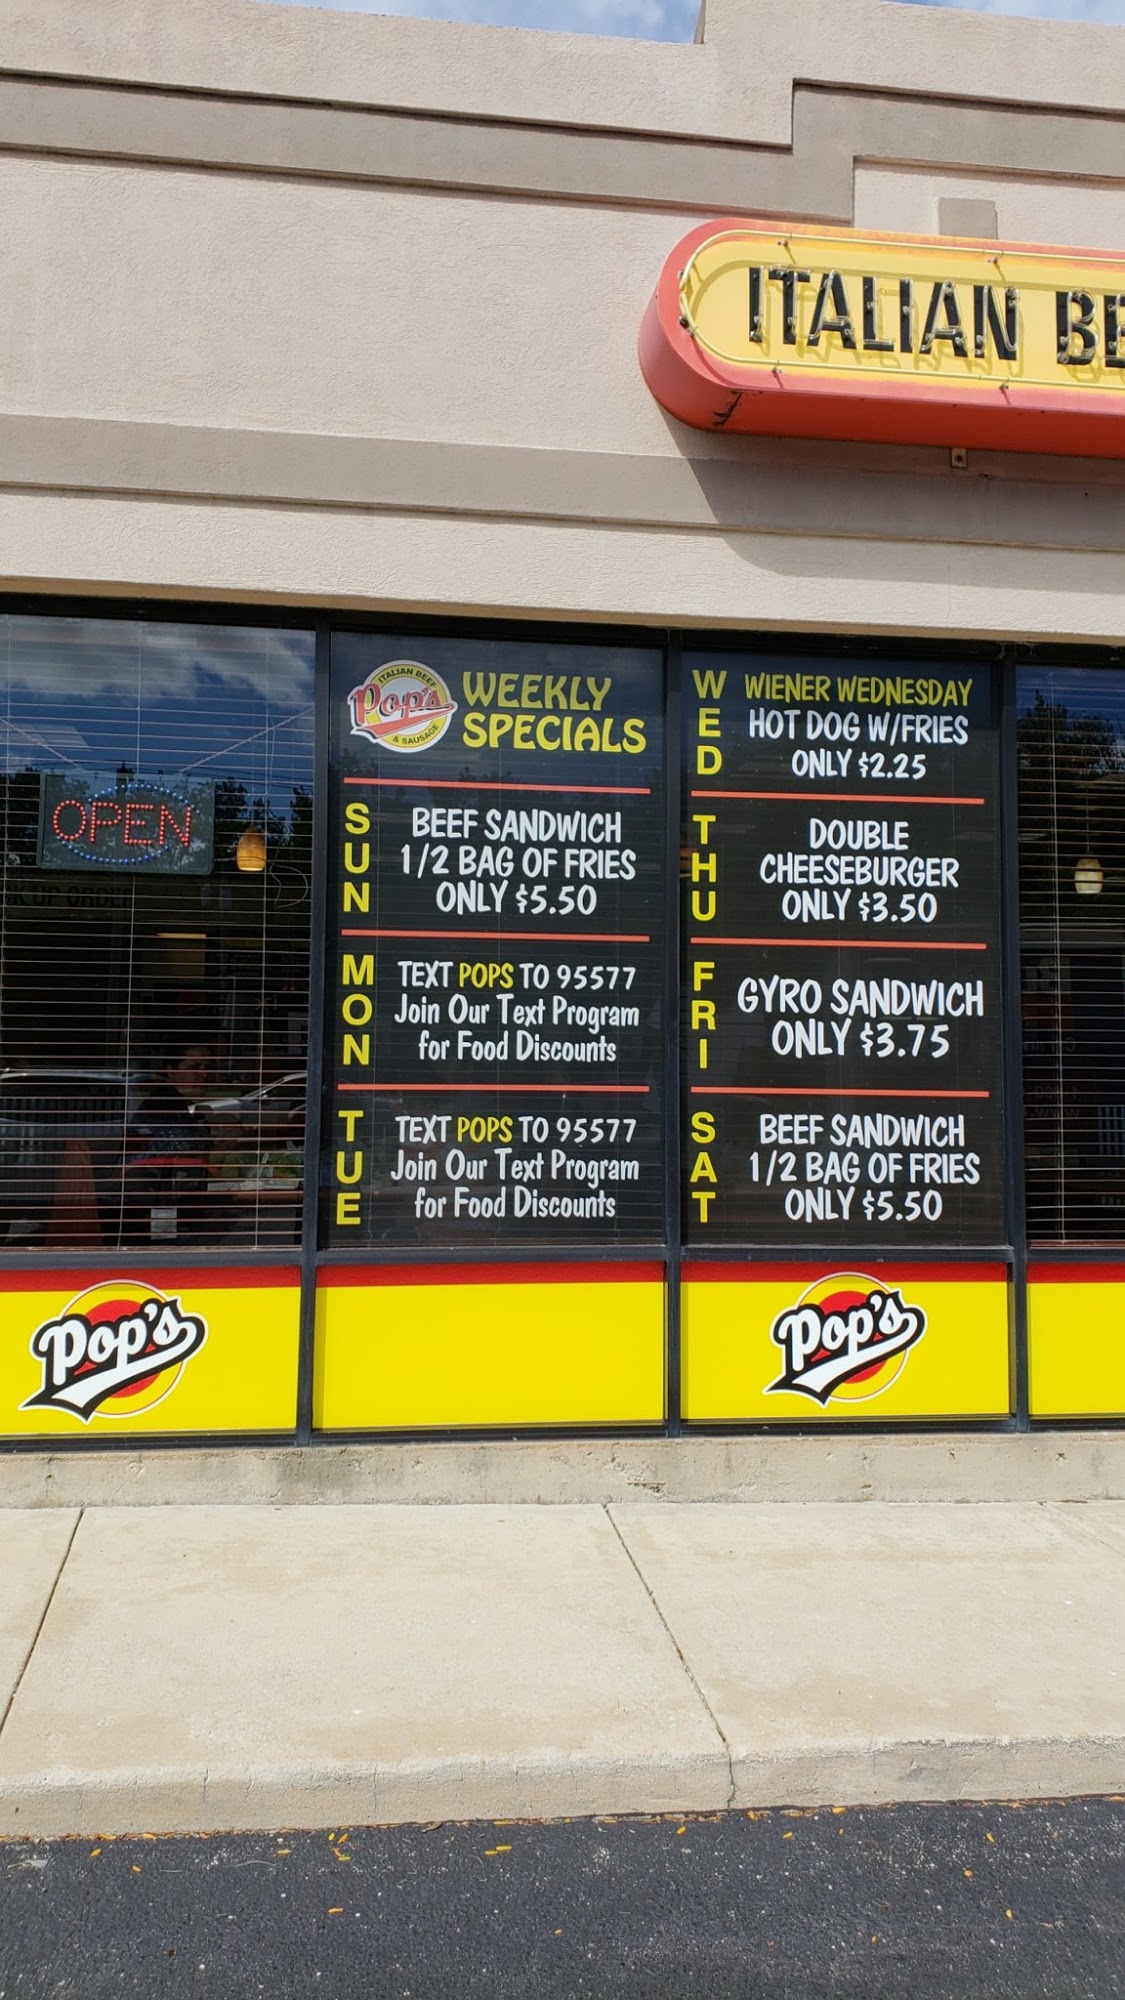 ITALIAN BE
OPEN
ITALIAN BEEF
Pop's
& SAUSAGE
WEEKLY
SPECIALS
SUN
BEEF SANDWICH
1/2 BAG OF FRIES
ONLY $5.50
MON
TEXT POPS TO 95577
Join Our Text Program
for Food Discounts
TUE
TEXT POPS TO 95577
Join Our Text Program
for Food Discounts
WED
WIENER WEDNESDAY
HOT DOG W/FRIES
ONLY $2.25
THU
DOUBLE
CHEESEBURGER
ONLY $3.50
FRI
GYRO SANDWICH
ONLY $3.75
SAT
BEEF SANDWICH
1/2 BAG OF FRIES
ONLY $5.50
Pop's
Pop's